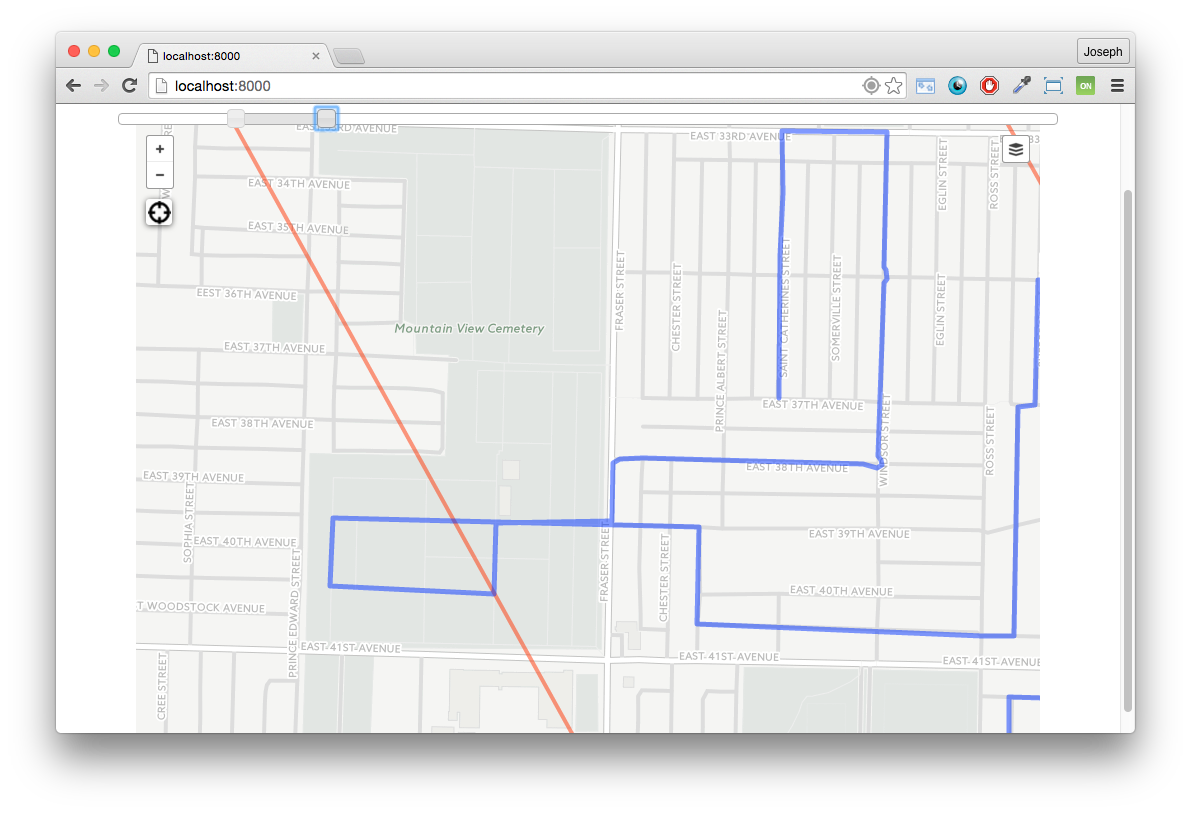 localhost:8000
Joseph
localhost:8000
ON
EAST 33RD AVENUE
EAST 33RD AVENUE
+
−
EAST 34TH AVENUE
EAST 35TH AVENUE
EGLIN STREET
ROSS STREET
FRASER STREET
CHESTER STREET
SAINT CATHERINES STREET
SOMERVILLE STREET
EGLIN STREET
EEST 36TH AVENUE
PRINCE ALBERT STREET
Mountain View Cemetery
EAST 37TH AVENUE
EAST 37TH AVENUE
WINDSOR STREET
ROSS STREET
EAST 38TH AVENUE
EAST 38TH AVENUE
EAST 39TH AVENUE
SOPHIA STREET
EAST 39TH AVENUE
FRASER STREET
CHESTER STREET
EAST 40TH AVENUE
PRINCE EDWARD STREET
EAST 40TH AVENUE
T WOODSTOCK AVENUE
EAST 41ST AVENUE
EAST 41ST AVENUE
EAST 41ST AVENUE
CREE STREET